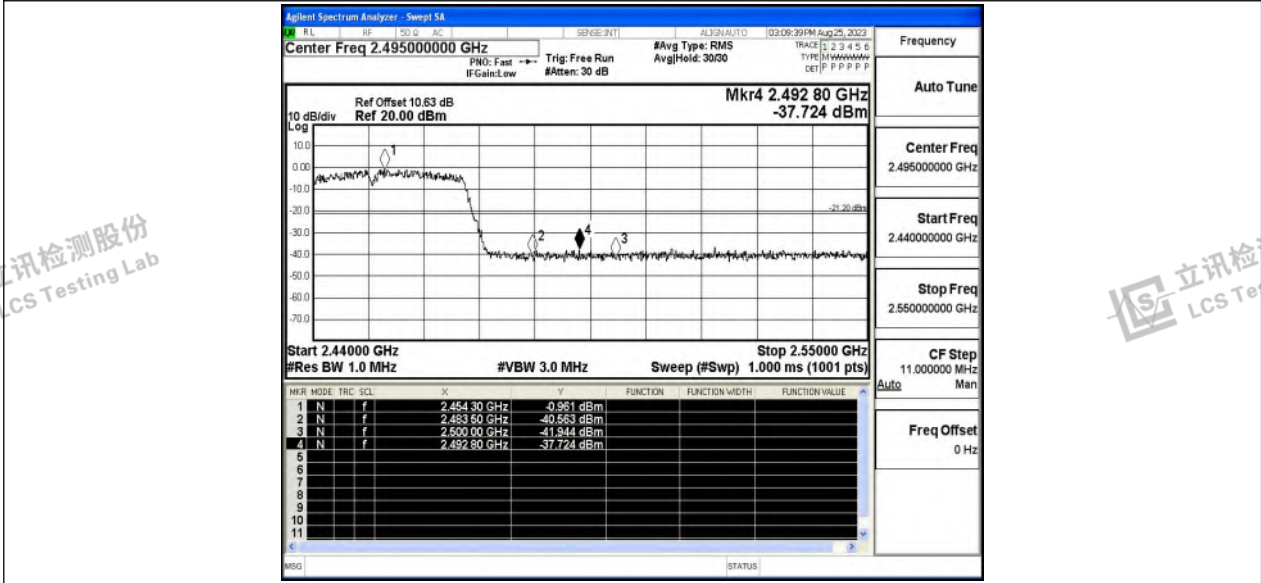 Agilent Spectrum Analyzer - Swept SA
RL RF 50 Ω AC SENSE:INT ALIGNAUTO 03:09:39 PM Aug 25, 2023
Center Freq 2.495000000 GHz
PNO: Fast
IFGain:Low
Trig: Free Run
#Atten: 30 dB
#Avg Type: RMS
Avg|Hold: 30/30
TRACE 1 2 3 4 5 6
TYPE M WWWWW
DET P P P P P P
Frequency
Mkr4 2.492 80 GHz
-37.724 dBm
Ref Offset 10.63 dB
10 dB/div Ref 20.00 dBm
Log
10.0
0.00
-10.0
-20.0
-30.0
-40.0
-50.0
-60.0
-70.0
1
2
4
3
-21.20 dBm
Start 2.44000 GHz Stop 2.55000 GHz
#Res BW 1.0 MHz #VBW 3.0 MHz Sweep (#Swp) 1.000 ms (1001 pts)
MKR MODE TRC SCL X Y FUNCTION FUNCTION WIDTH FUNCTION VALUE
1 N f 2.454 30 GHz -0.961 dBm
2 N f 2.483 50 GHz -40.563 dBm
3 N f 2.500 00 GHz -41.944 dBm
4 N f 2.492 80 GHz -37.724 dBm
5
6
7
8
9
10
11
MSG STATUS
Auto Tune
Center Freq
2.495000000 GHz
Start Freq
2.440000000 GHz
Stop Freq
2.550000000 GHz
CF Step
11.000000 MHz
Auto Man
Freq Offset
0 Hz
立讯检测股份
LCS Testing Lab
立讯检
LCS Te